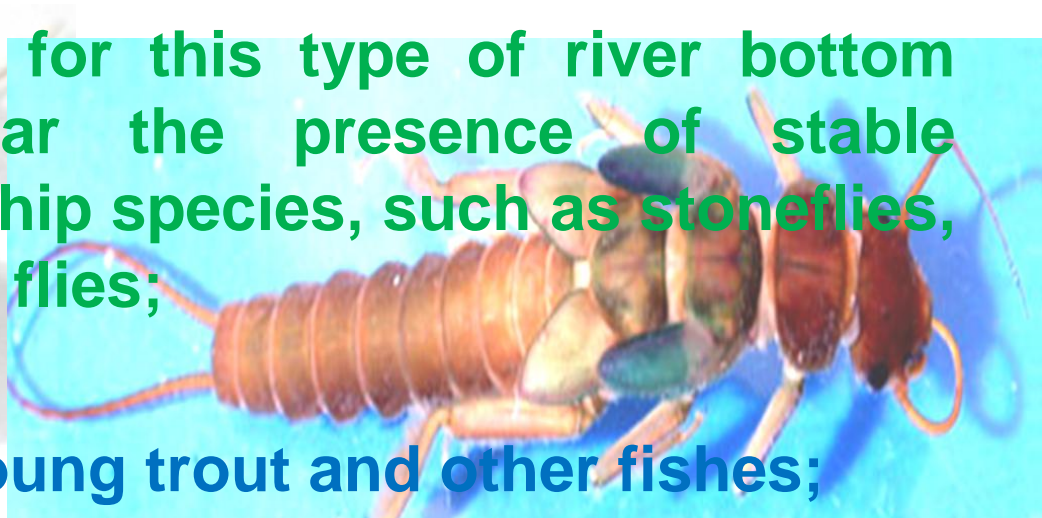 for this type of river bottom
ar the presence of stable
hip species, such as stoneflies,
flies;
oung trout and other fishes;